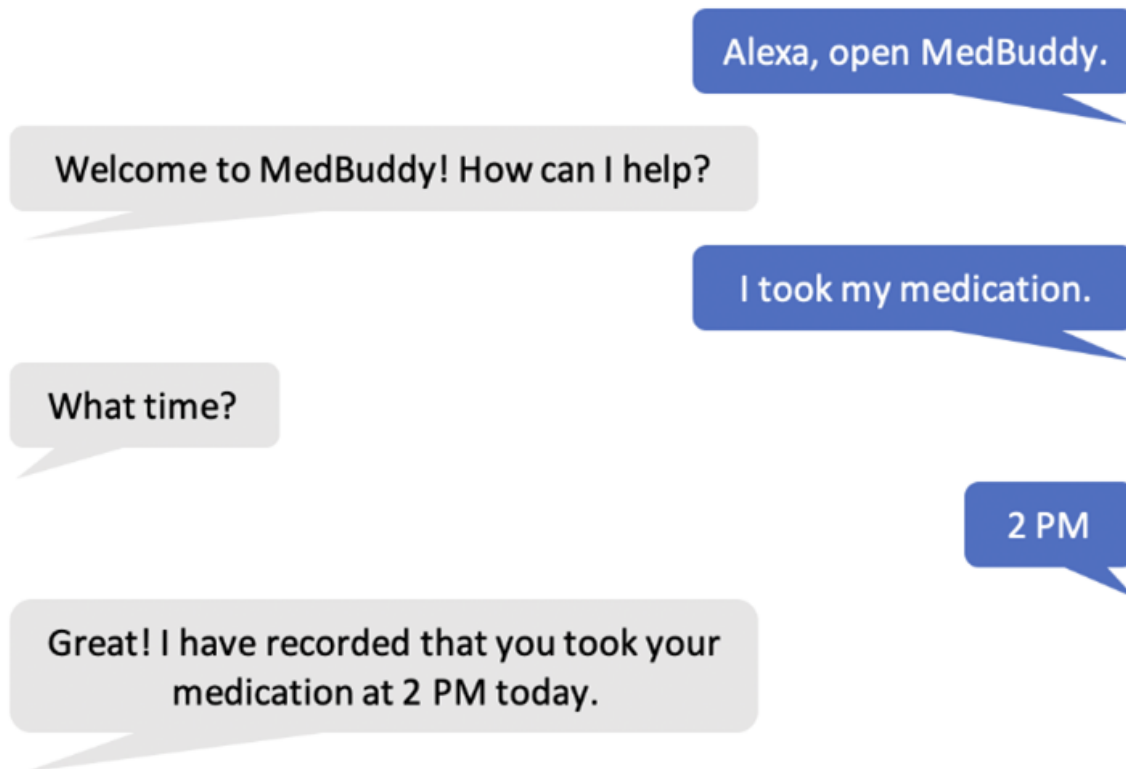 Alexa, open MedBuddy.
Welcome to MedBuddy! How can I help?
I took my medication.
What time?
2 PM
Great! I have recorded that you took your
medication at 2 PM today.